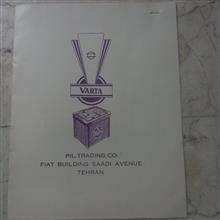 VARTA
PIL TRADING CO.
FIAT BUILDING SAADI AVENUE
TEHRAN